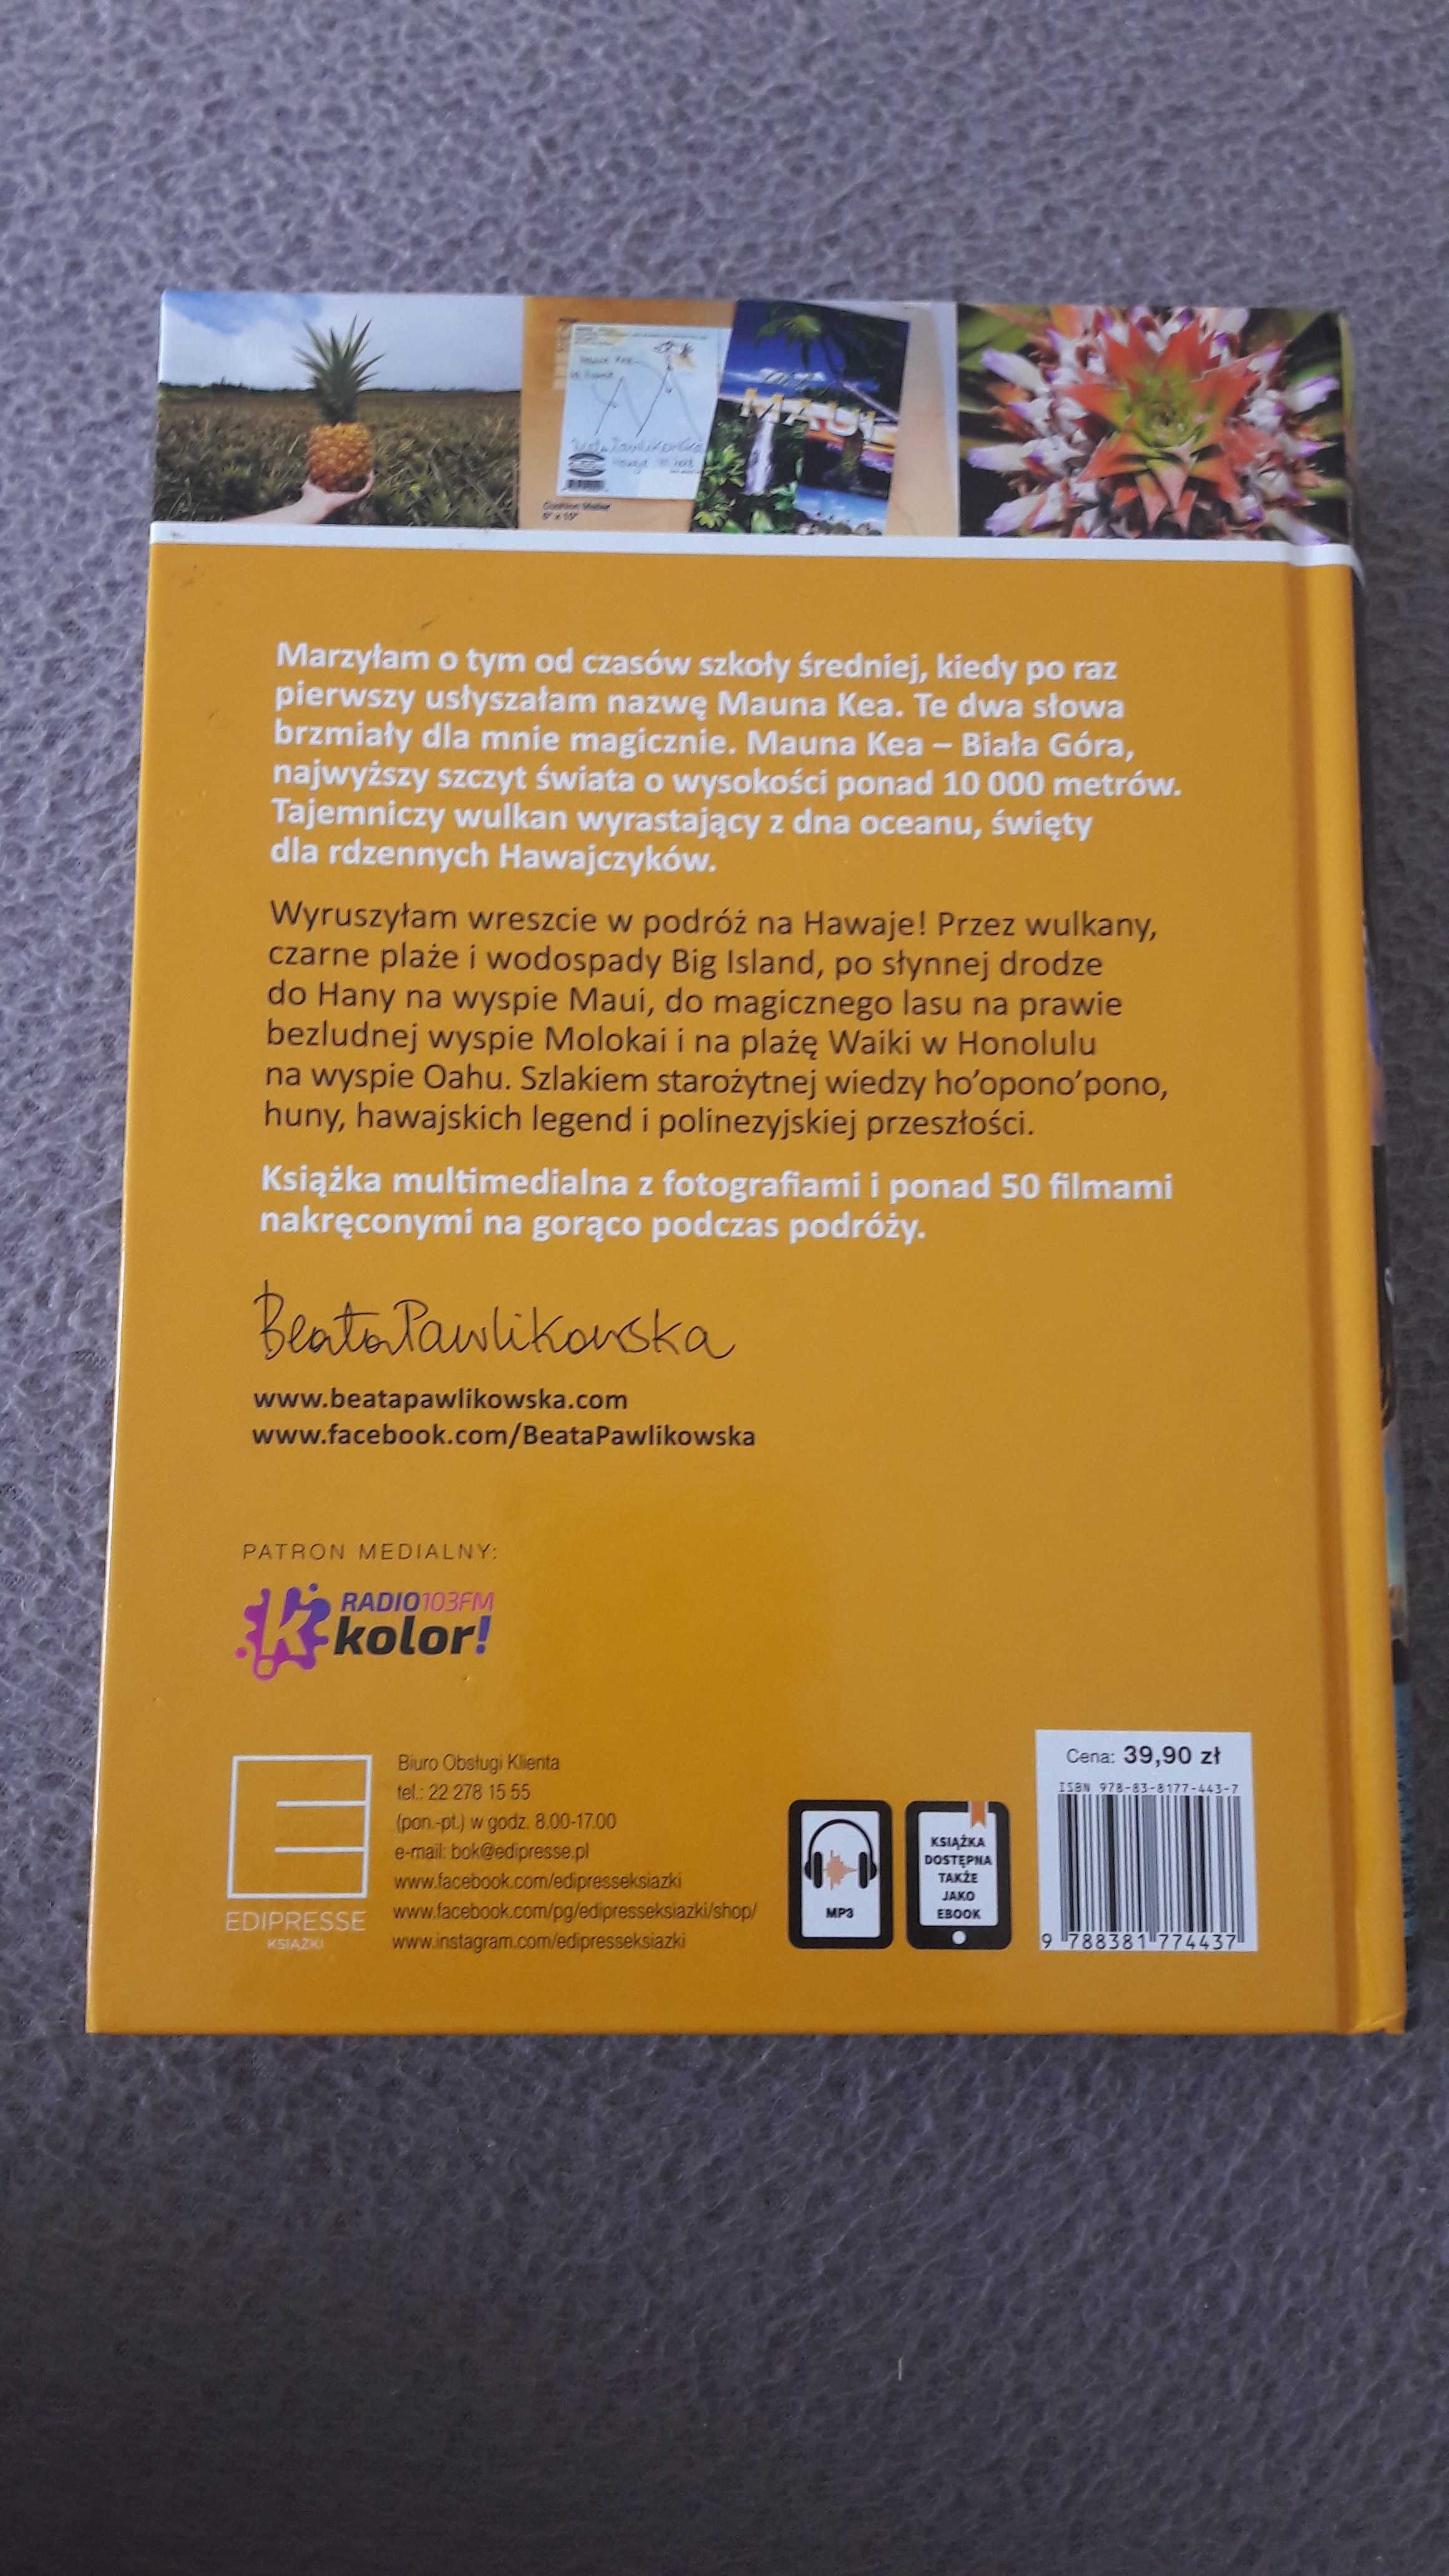 MAUI
Cushion Mailer
6" x 10"
Marzyłam o tym od czasów szkoły średniej, kiedy po raz
pierwszy usłyszałam nazwę Mauna Kea. Te dwa słowa
brzmiały dla mnie magicznie. Mauna Kea – Biała Góra,
najwyższy szczyt świata o wysokości ponad 10 000 metrów.
Tajemniczy wulkan wyrastający z dna oceanu, święty
dla rdzennych Hawajczyków.
Wyruszyłam wreszcie w podróż na Hawaje! Przez wulkany,
czarne plaże i wodospady Big Island, po słynnej drodze
do Hany na wyspie Maui, do magicznego lasu na prawie
bezludnej wyspie Molokai i na plażę Waiki w Honolulu
na wyspie Oahu. Szlakiem starożytnej wiedzy ho’opono’pono,
huny, hawajskich legend i polinezyjskiej przeszłości.
Książka multimedialna z fotografiami i ponad 50 filmami
nakręconymi na gorąco podczas podróży.
Beata Pawlikowska
www.beatapawlikowska.com
www.facebook.com/BeataPawlikowska
PATRON MEDIALNY:
K RADIO103FM
kolor!
EDIPRESSE
KSIĄŻKI
Biuro Obsługi Klienta
tel.: 22 278 15 55
(pon.-pt.) w godz. 8.00-17.00
e-mail: bok@edipresse.pl
www.facebook.com/edipresseksiazki
www.facebook.com/pg/edipresseksiazki/shop/
www.instagram.com/edipresseksiazki
MP3
KSIĄŻKA
DOSTĘPNA
TAKŻE
JAKO
EBOOK
Cena: 39,90 zł
ISBN 978-83-8177-443-7
9 788381 774437